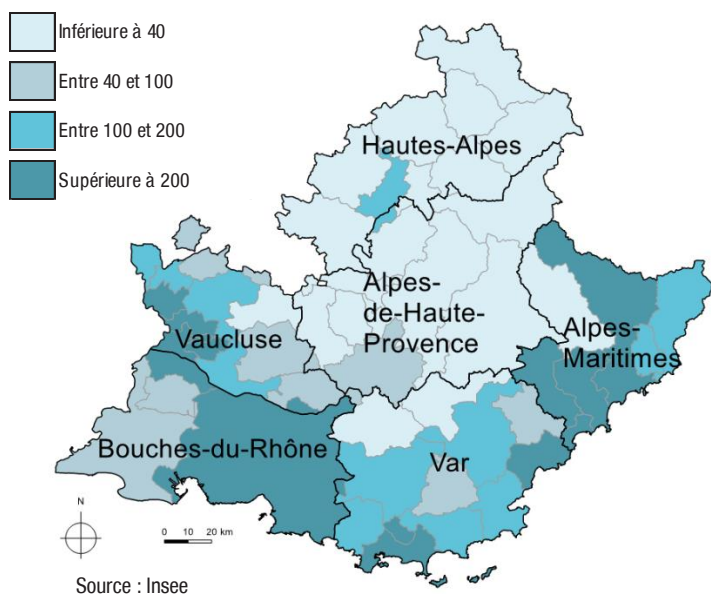 Inférieure à 40
Entre 40 et 100
Entre 100 et 200
Supérieure à 200
Hautes-Alpes
Alpes-
de-Haute-
Provence
Alpes-
Maritimes
Vaucluse
Bouches-du-Rhône
Var
N
0 10 20 km
Source : Insee